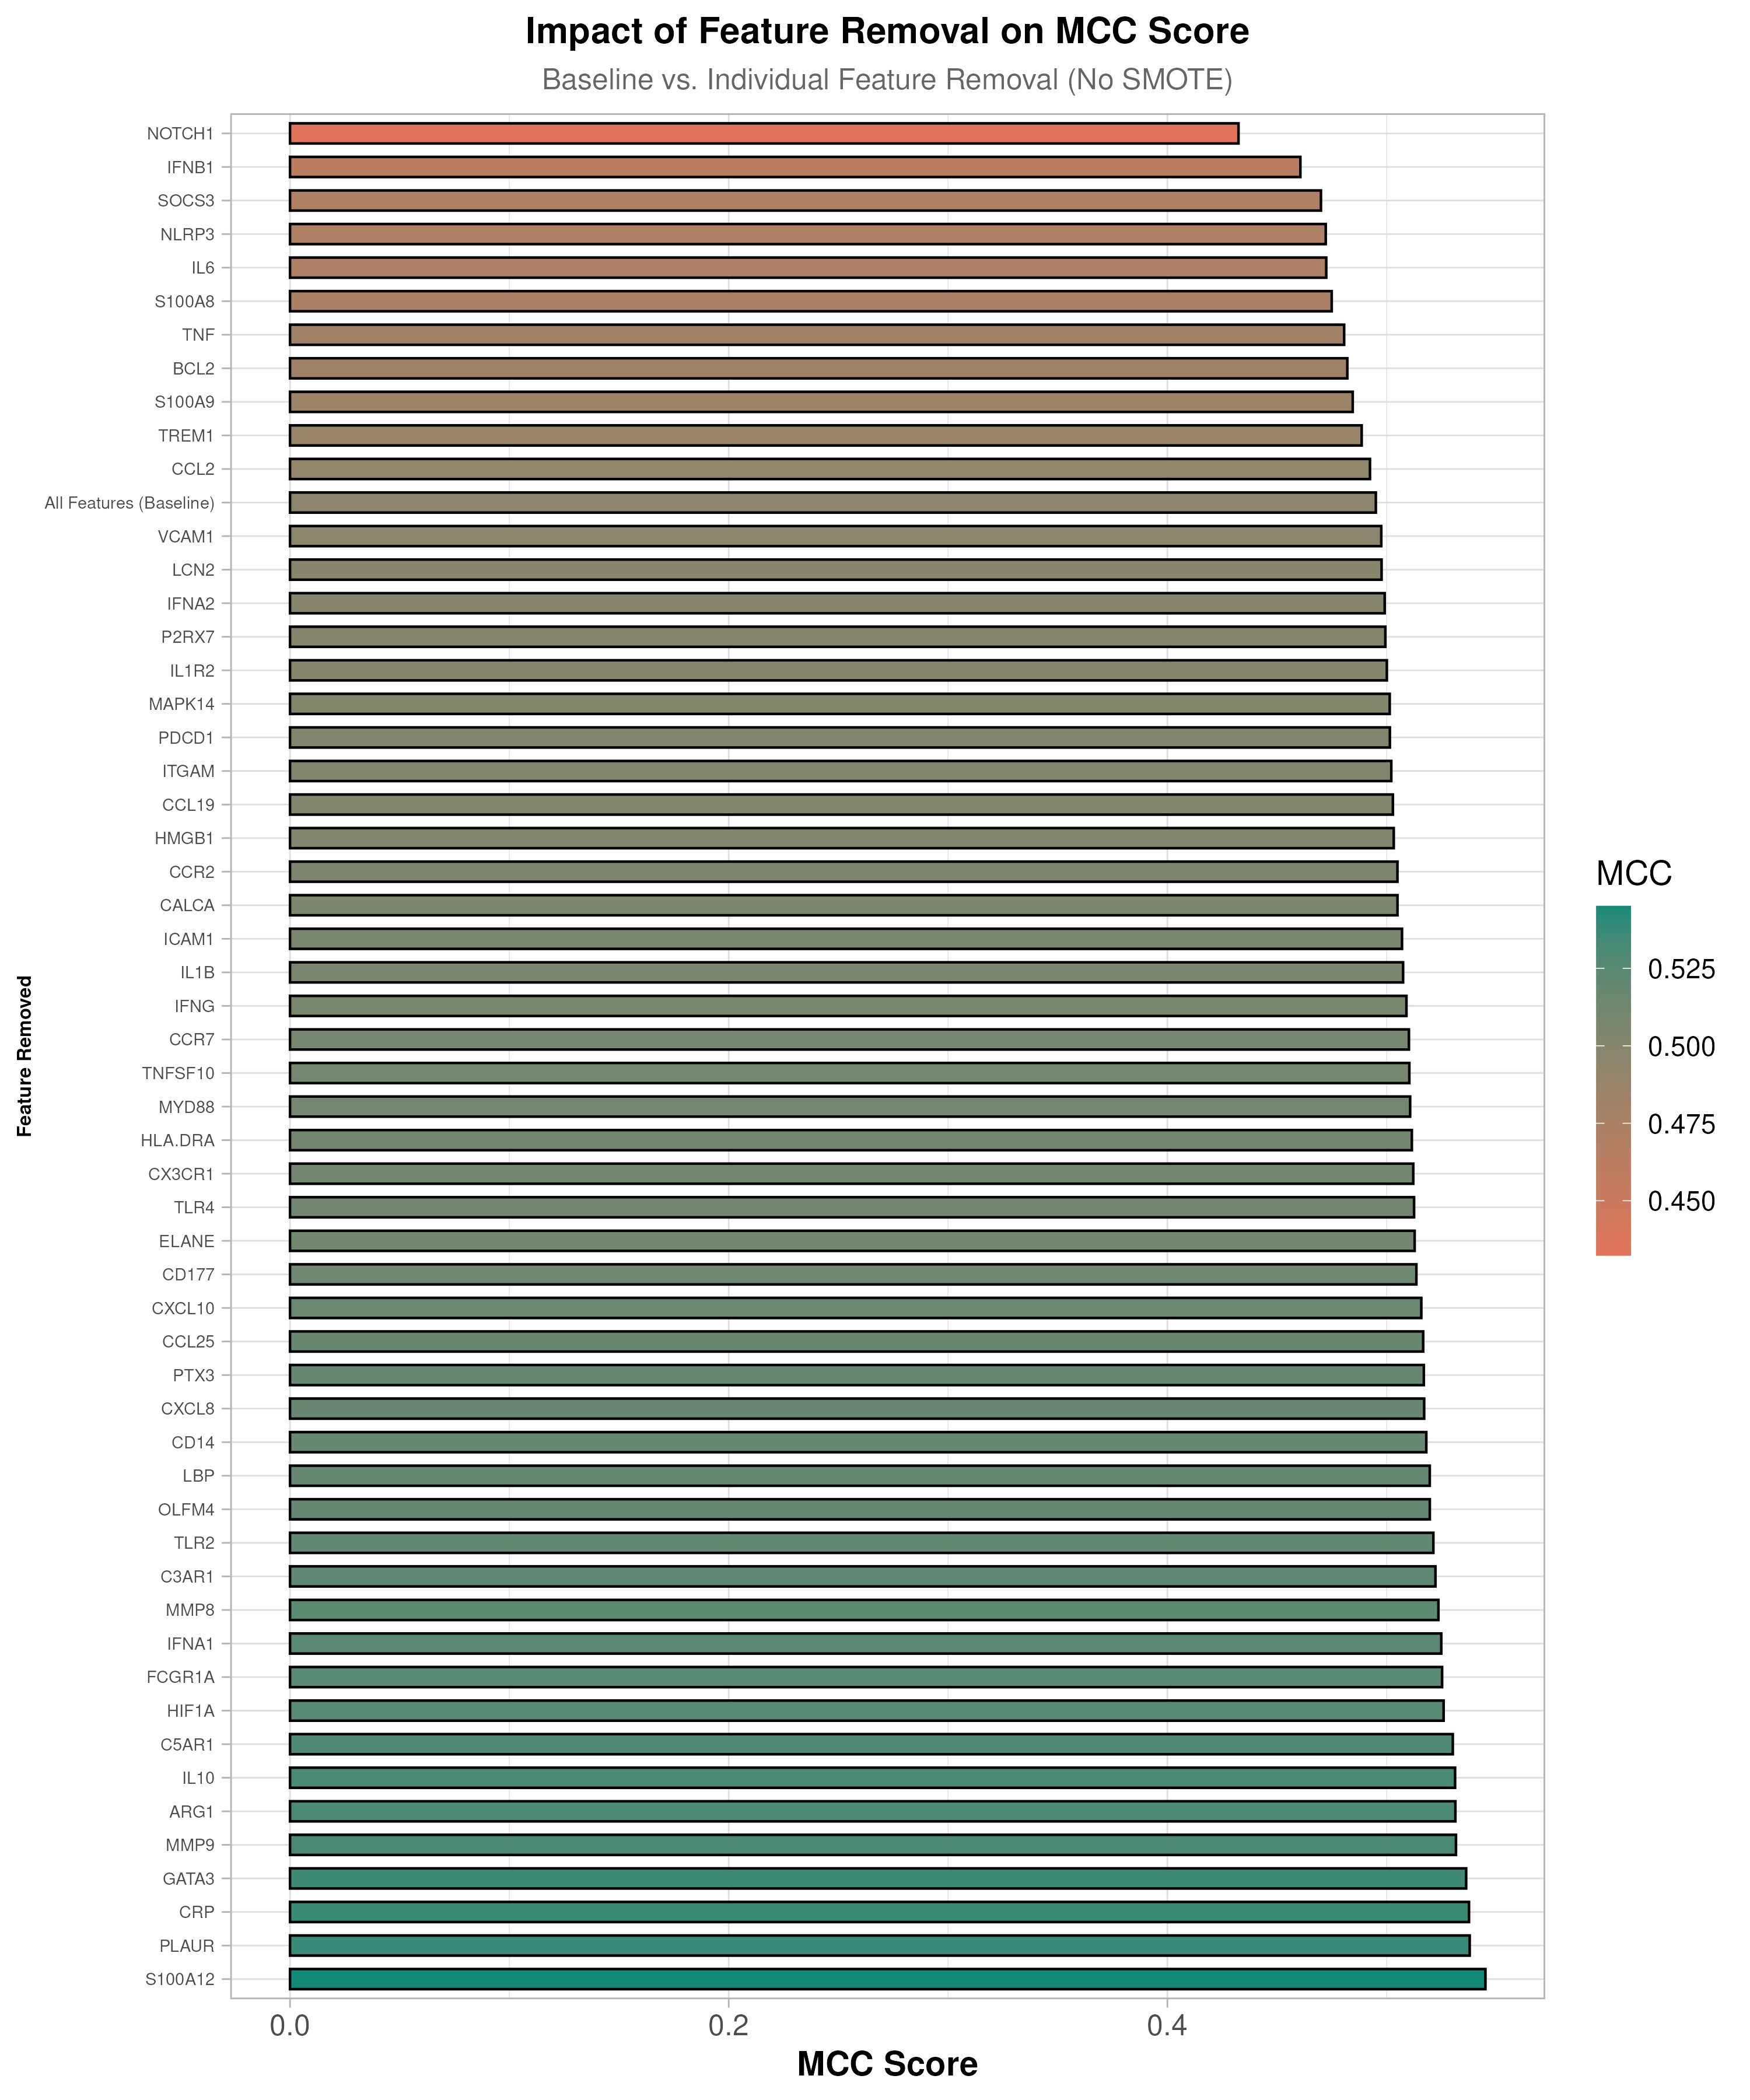 Impact of Feature Removal on MCC Score
Baseline vs. Individual Feature Removal (No SMOTE)
Feature Removed
NOTCH1
IFNB1
SOCS3
NLRP3
IL6
S100A8
TNF
BCL2
S100A9
TREM1
CCL2
All Features (Baseline)
VCAM1
LCN2
IFNA2
P2RX7
IL1R2
MAPK14
PDCD1
ITGAM
CCL19
HMGB1
CCR2
CALCA
ICAM1
IL1B
IFNG
CCR7
TNFSF10
MYD88
HLA.DRA
CX3CR1
TLR4
ELANE
CD177
CXCL10
CCL25
PTX3
CXCL8
CD14
LBP
OLFM4
TLR2
C3AR1
MMP8
IFNA1
FCGR1A
HIF1A
C5AR1
IL10
ARG1
MMP9
GATA3
CRP
PLAUR
S100A12
0.0 0.2 0.4
MCC Score
MCC
0.525
0.500
0.475
0.450